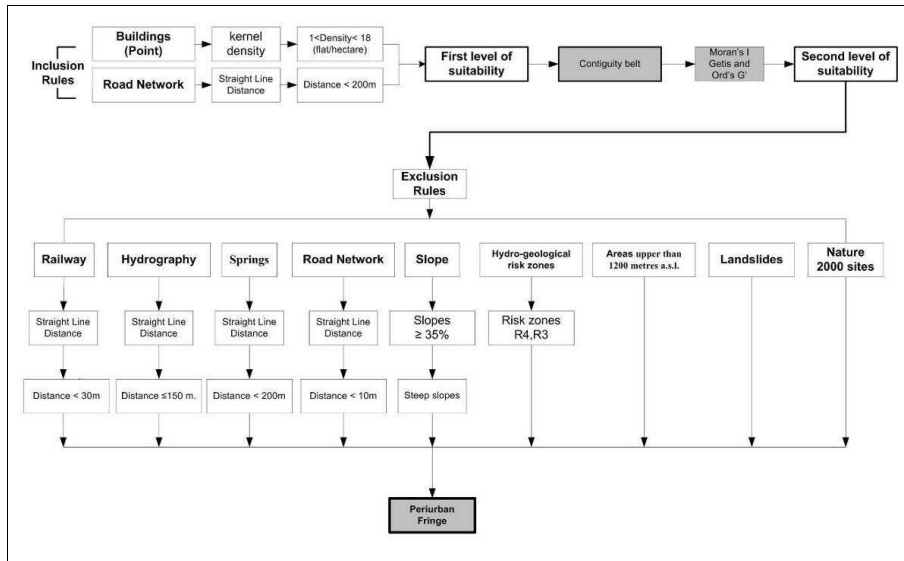 Inclusion
Rules
Buildings
(Point)
kernel
density
1<Density< 18
(flat/hectare)
Road Network
Straight Line
Distance
Distance < 200m
First level of
suitability
Contiguity belt
Moran's I
Getis and
Ord's G'
Second level of
suitability
Exclusion
Rules
Railway
Hydrography
Springs
Road Network
Slope
Hydro-geological
risk zones
Areas upper than
1200 metres a.s.l.
Landslides
Nature
2000 sites
Straight Line
Distance
Straight Line
Distance
Straight Line
Distance
Straight Line
Distance
Slopes
≥ 35%
Risk zones
R4,R3
Distance < 30m
Distance ≤150 m.
Distance < 200m
Distance < 10m
Steep slopes
Periurban
Fringe